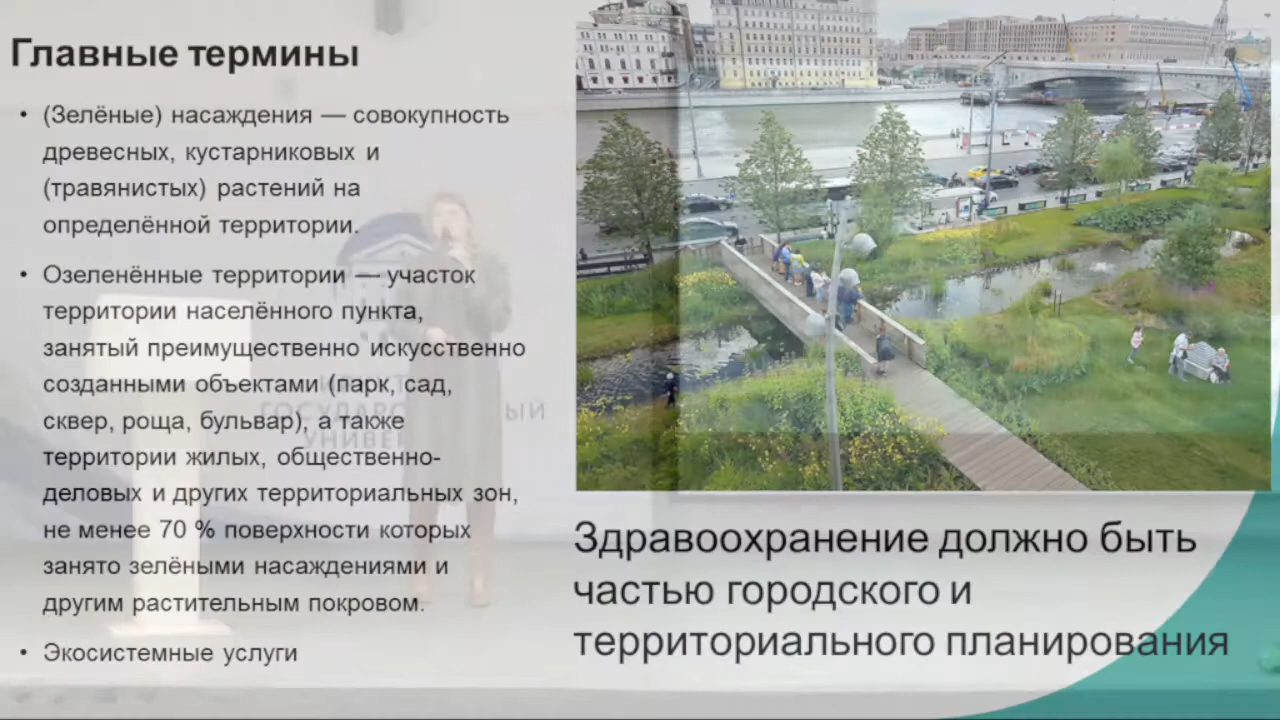 Главные термины
• (Зелёные) насаждения — совокупность
древесных, кустарниковых и
(травянистых) растений на
определённой территории.
• Озеленённые территории — участок
территории населённого пункта,
занятый преимущественно искусственно
созданными объектами (парк, сад,
сквер, роща, бульвар), а также
территории жилых, общественно-
деловых и других территориальных зон,
не менее 70 % поверхности которых
занято зелёными насаждениями и
другим растительным покровом.
• Экосистемные услуги
Здравоохранение должно быть
частью городского и
территориального планирования